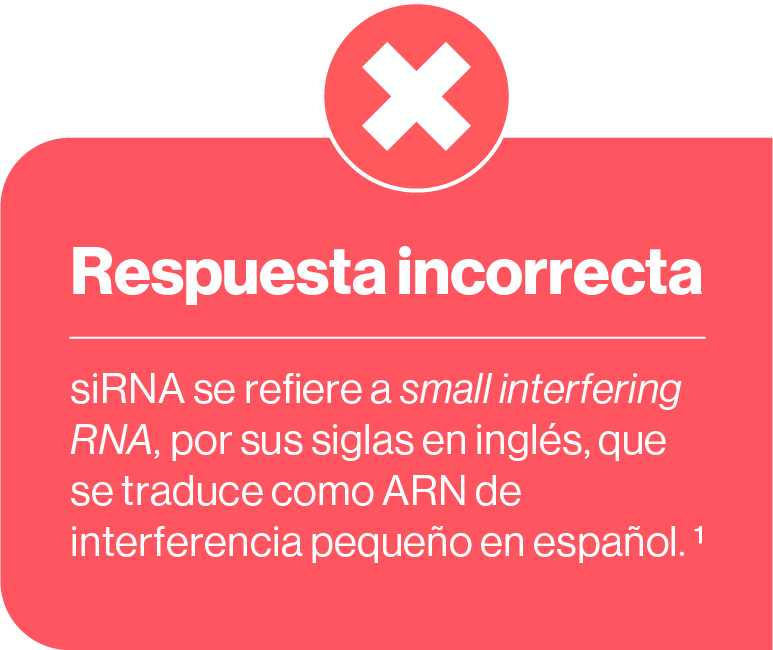 Respuesta incorrecta
siRNA se refiere a small interfering
RNA, por sus siglas en inglés, que
se traduce como ARN de
interferencia pequeño en español. ¹